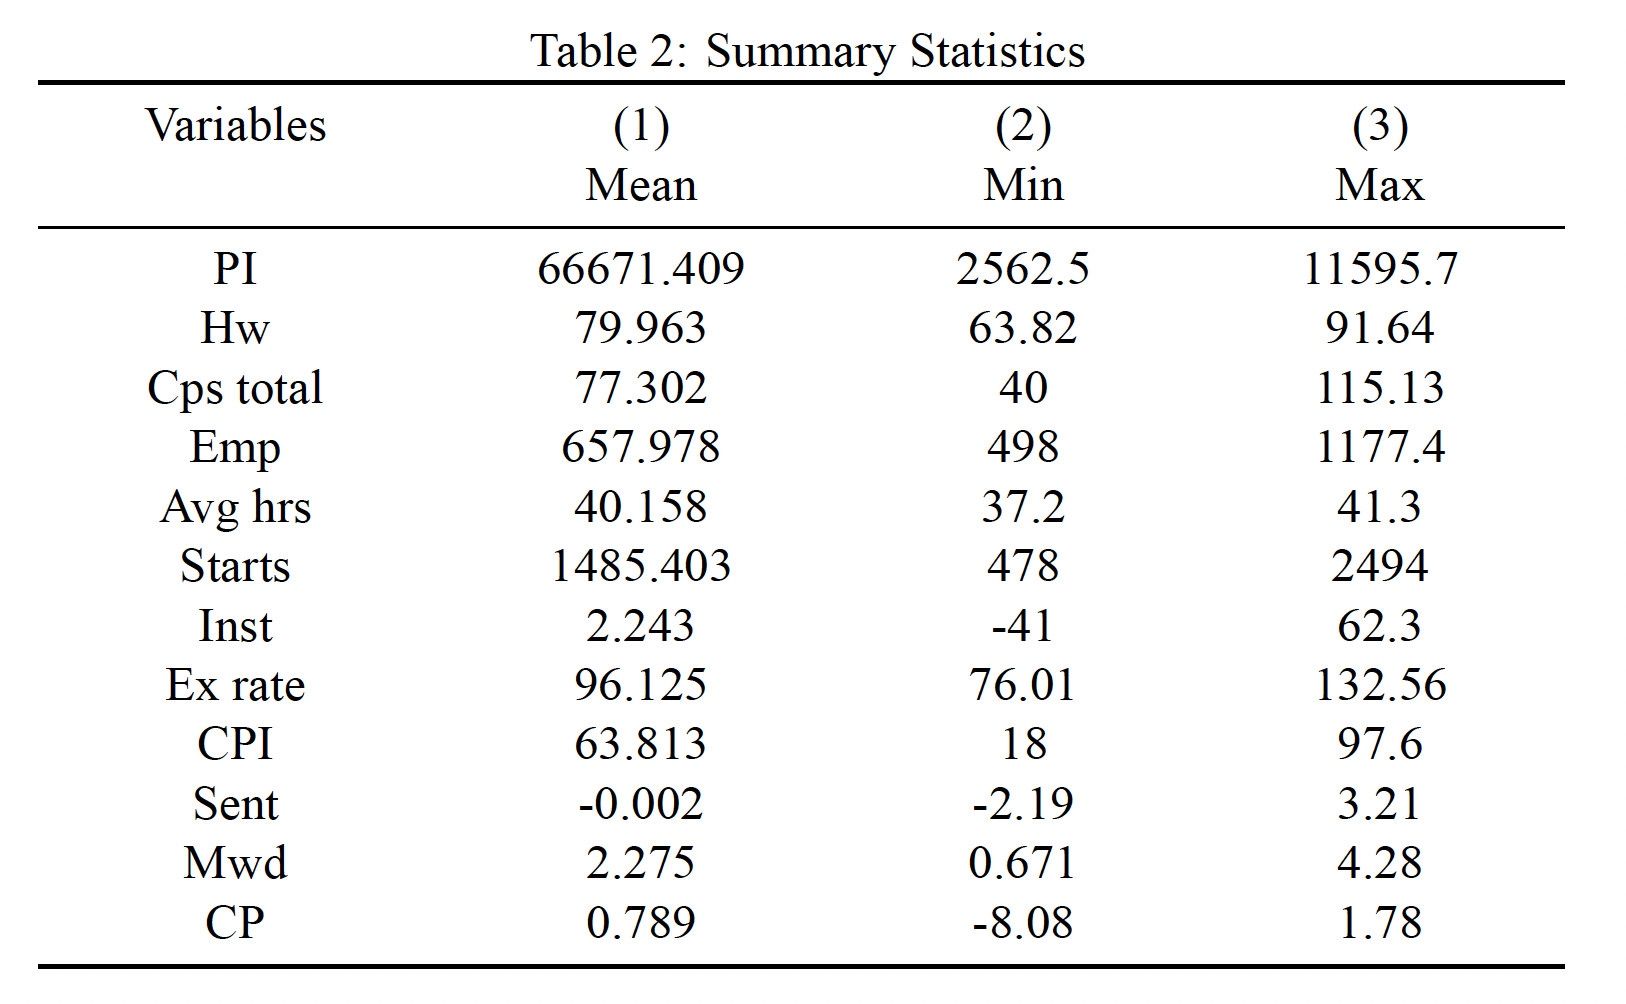 Table 2: Summary Statistics
Variables (1) (2) (3)
Mean Min Max
PI 66671.409 2562.5 11595.7
Hw 79.963 63.82 91.64
Cps total 77.302 40 115.13
Emp 657.978 498 1177.4
Avg hrs 40.158 37.2 41.3
Starts 1485.403 478 2494
Inst 2.243 -41 62.3
Ex rate 96.125 76.01 132.56
CPI 63.813 18 97.6
Sent -0.002 -2.19 3.21
Mwd 2.275 0.671 4.28
CP 0.789 -8.08 1.78